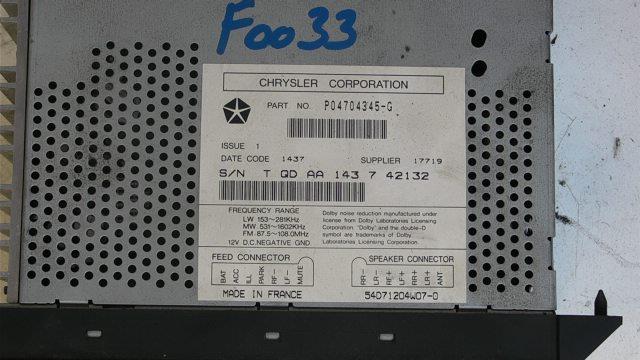 Foo33
CHRYSLER CORPORATION
PART NO. P04704345-G
ISSUE 1
DATE CODE 1437 SUPPLIER 17719
S/N T QD AA 143 7 42132
FREQUENCY RANGE
LW 153~281KHz
MW 531~1602KHz
FM 87.5~108.0MHz
12V D.C.NEGATIVE GND
Dolby noise reduction manufactured under
license from Dolby Laboratories Licensing
Corporation. "Dolby" and the double-D
symbol are trademarks of Dolby
Laboratories Licensing Corporation.
FEED CONNECTOR
BAT
ACC
ILL
PARK
RF-
LF-
MUTE
SPEAKER CONNECTOR
RR-
LR-
RF+
LF+
RR+
LR+
ANT
MADE IN FRANCE
54D71204W07-0